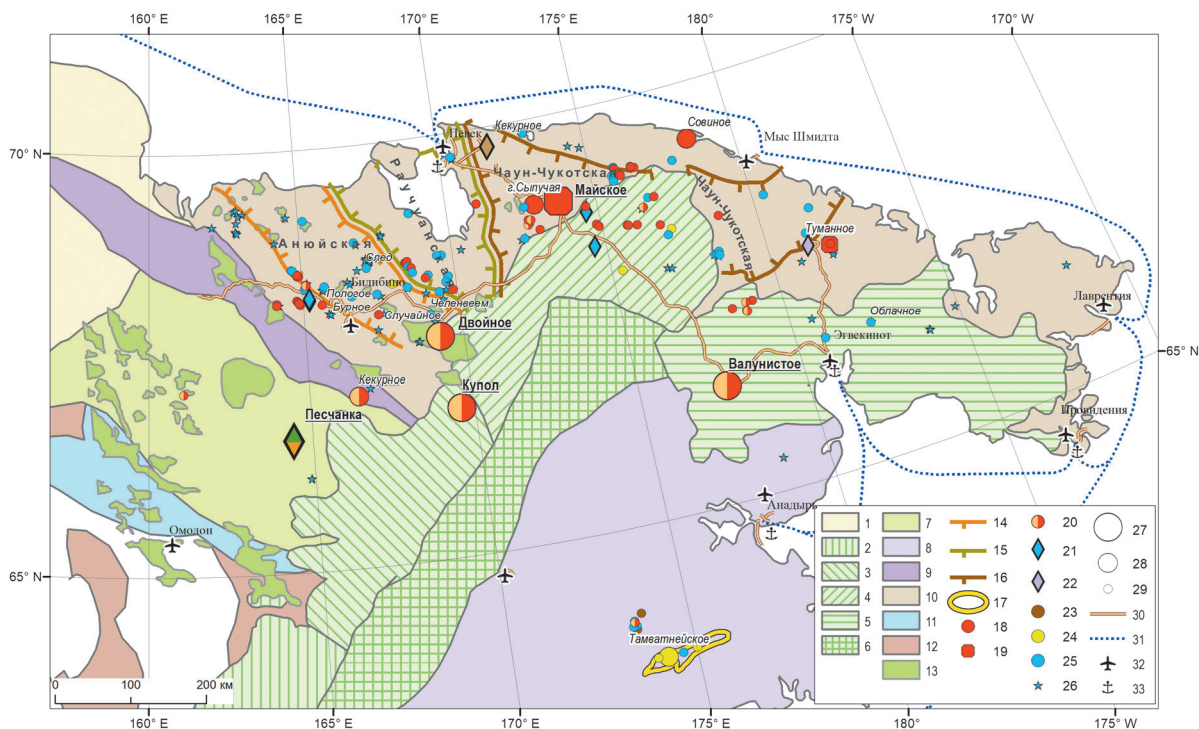 160° E
165° E
170° E
175° E
180°
175° W
170° W
70° N
65° N
65° N
65° N
Певек
Кекурное
Совиное
Мыс Шмидта
Чаун-Чукотская
г.Сыпучая
Майское
Раучуанская
Чаун-Чукотская
Туманное
Анюйская
След
Билибино
Пологое
Бурное
Челенвеем
Случайное
Двойное
Облачное
Лаврентия
Эгвекинот
Валунистое
Кекурное
Купол
Песчанка
Провидения
Омолон
Анадырь
Тамватнейское
0 100 200 км
1
2
3
4
5
6
7
8
9
10
11
12
13
14
15
16
17
18
19
20
21
22
23
24
25
26
27
28
29
30
31
32
33
160° E
165° E
170° E
175° E
180°
175° W